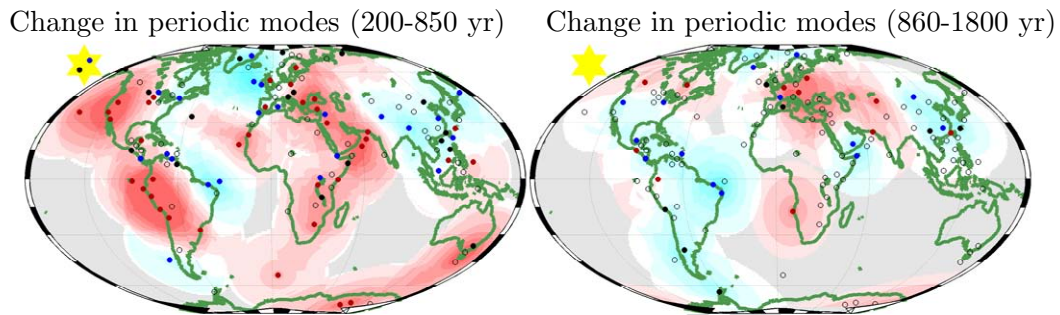 Change in periodic modes (200-850 yr)
Change in periodic modes (860-1800 yr)